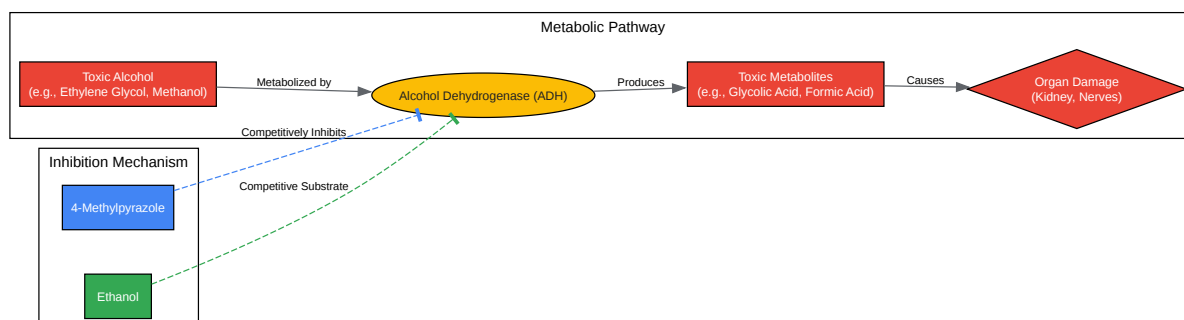 Metabolic Pathway
Toxic Alcohol
(e.g., Ethylene Glycol, Methanol)
Metabolized by
Alcohol Dehydrogenase (ADH)
Produces
Toxic Metabolites
(e.g., Glycolic Acid, Formic Acid)
Causes
Organ Damage
(Kidney, Nerves)
Competitively Inhibits
Inhibition Mechanism
Competitive Substrate
4-Methylpyrazole
Ethanol